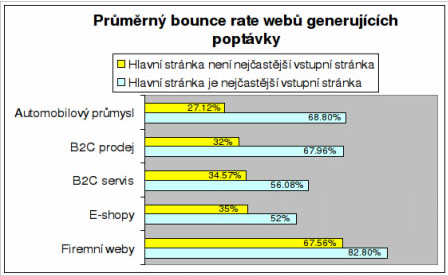 Průměrný bounce rate webů generujících
poptávky
Hlavní stránka není nejčastější vstupní stránka
Hlavní stránka je nejčastější vstupní stránka
Automobilový průmysl
27.12%
68.80%
B2C prodej
32%
67.96%
B2C servis
34.57%
56.08%
E-shopy
35%
52%
Firemní weby
67.56%
82.80%